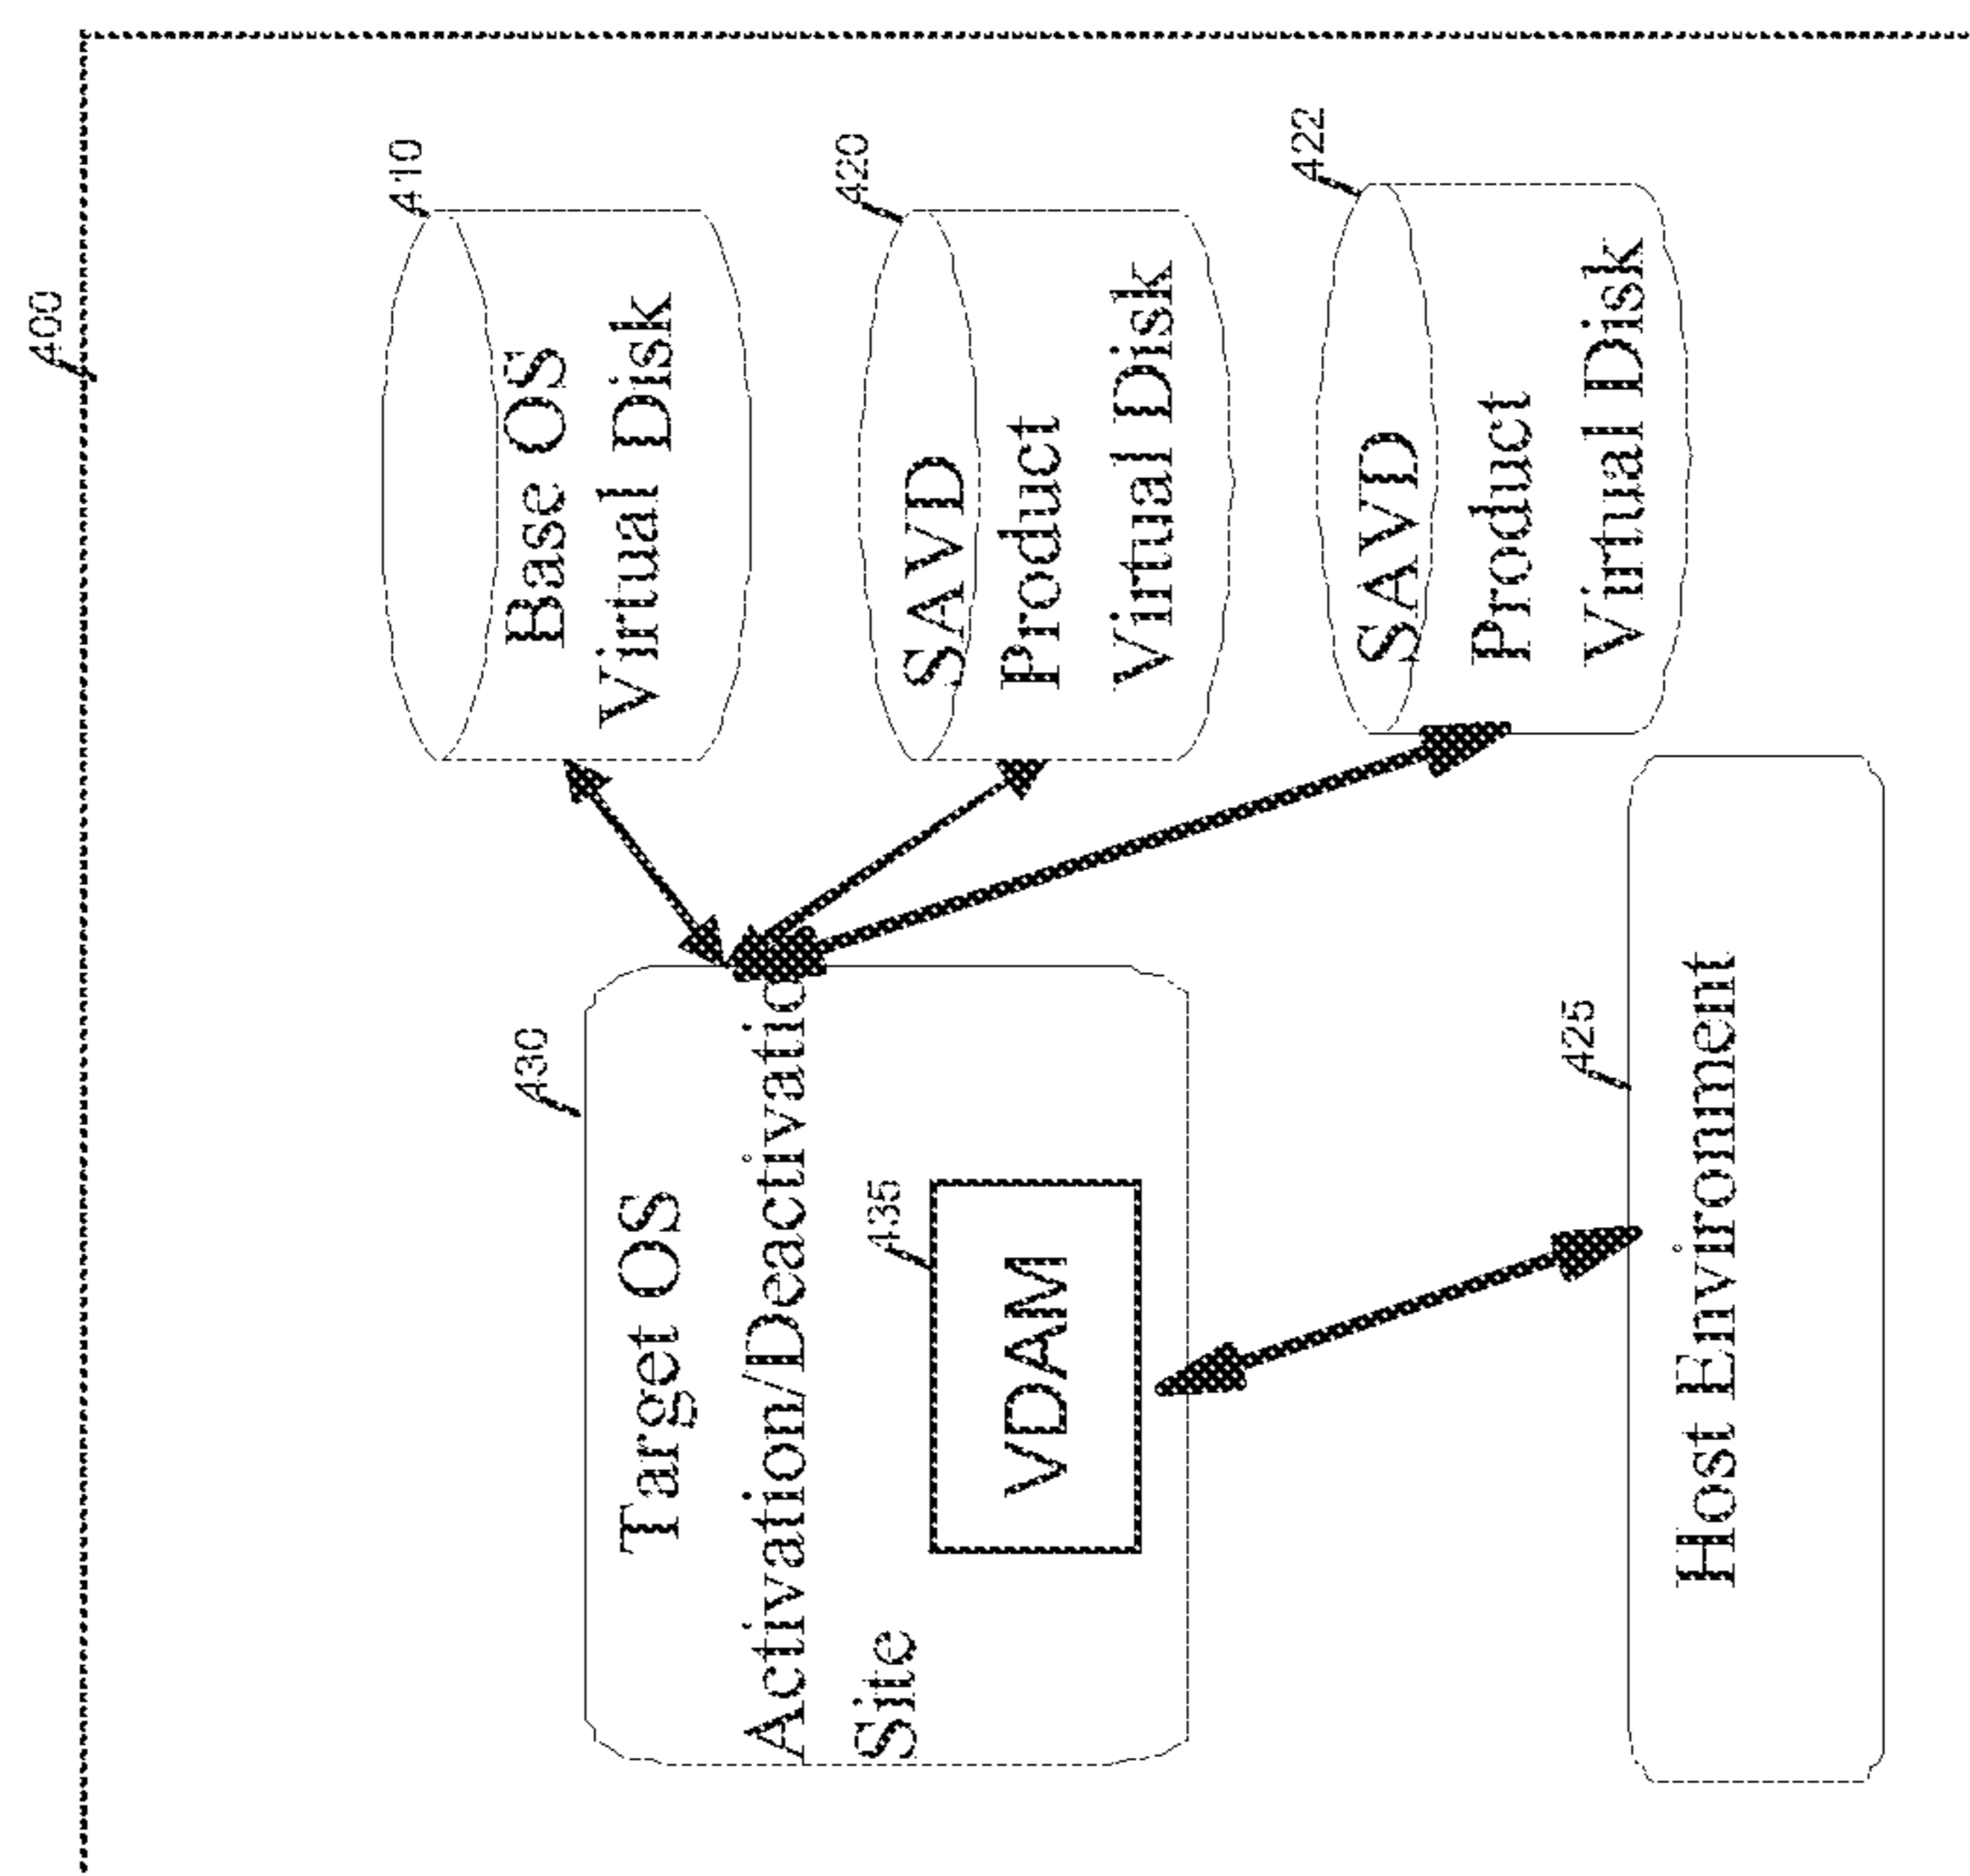 400
430
Target OS
Activation/Deactivation
Site
435
VDAM
410
Base OS
Virtual Disk
420
SAVD
Product
Virtual Disk
422
SAVD
Product
Virtual Disk
425
Host Environment